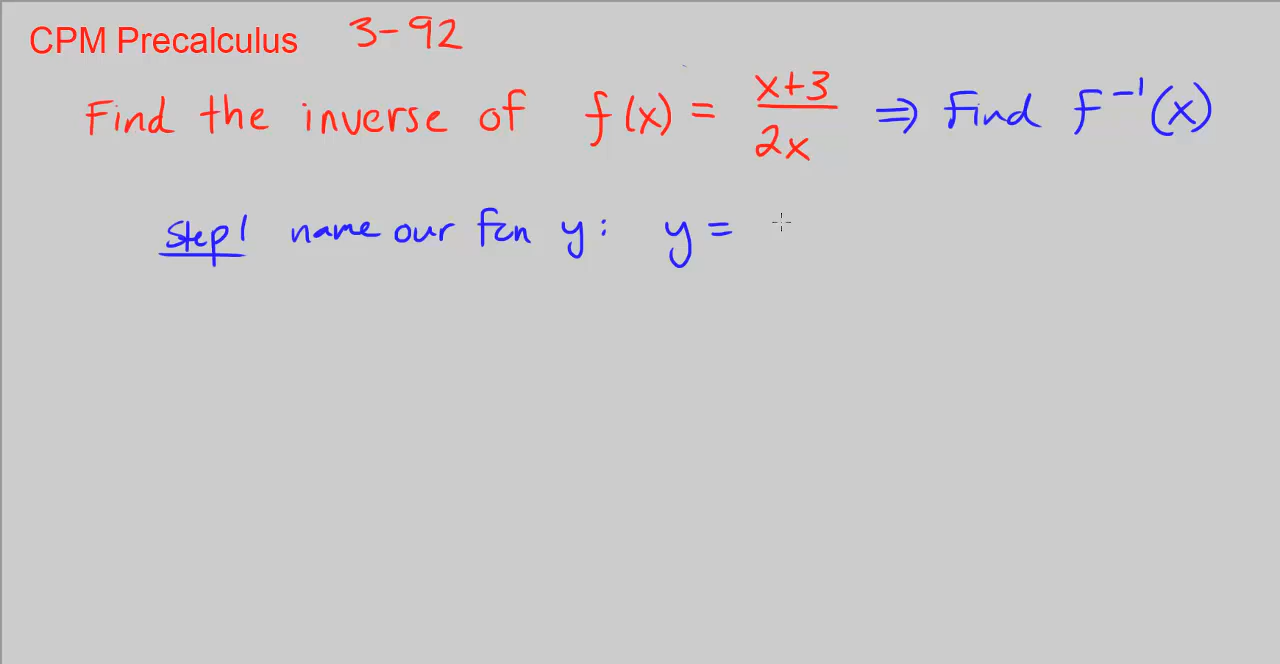 CPM Precalculus 3-92
Find the inverse of f(x) = x+3 / 2x ⇒ Find f⁻¹(x)
Step 1 name our fcn y: y =